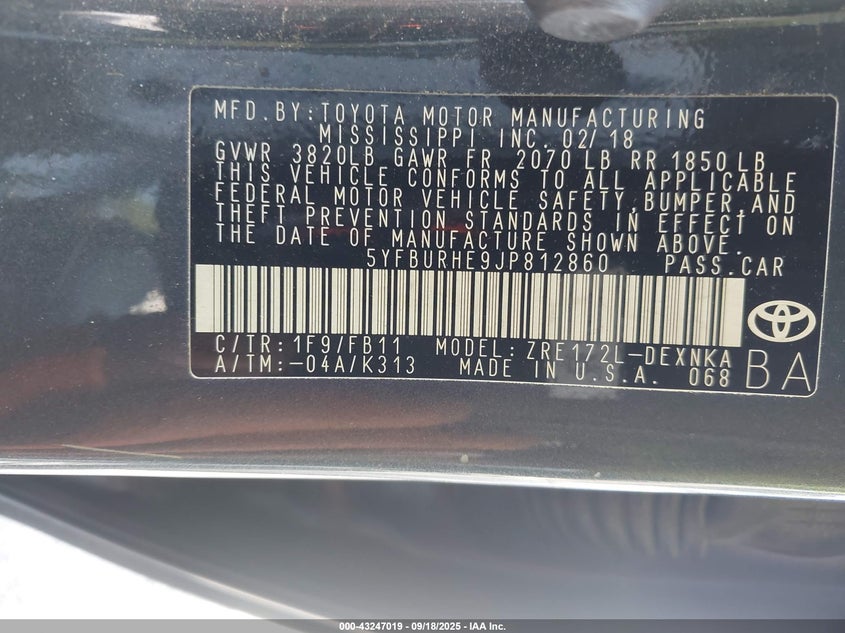 MFD.BY:TOYOTA MOTOR MANUFACTURING
MISSISSIPPI INC. 02/18
GVWR 3820LB GAWR FR 2070 LB RR 1850 LB
THIS VEHICLE CONFORMS TO ALL APPLICABLE
FEDERAL MOTOR VEHICLE SAFETY,BUMPER,AND
THEFT PREVENTION STANDARDS IN EFFECT ON
THE DATE OF MANUFACTURE SHOWN ABOVE.
5YFBURHE9JP812860 PASS.CAR
C/TR:1F9/FB11 MODEL:ZRE172L-DEXNKA
A/TM:-04A/K313 MADE IN U.S.A. 068 BA
000-43247019 - 09/18/2025 - IAA Inc.